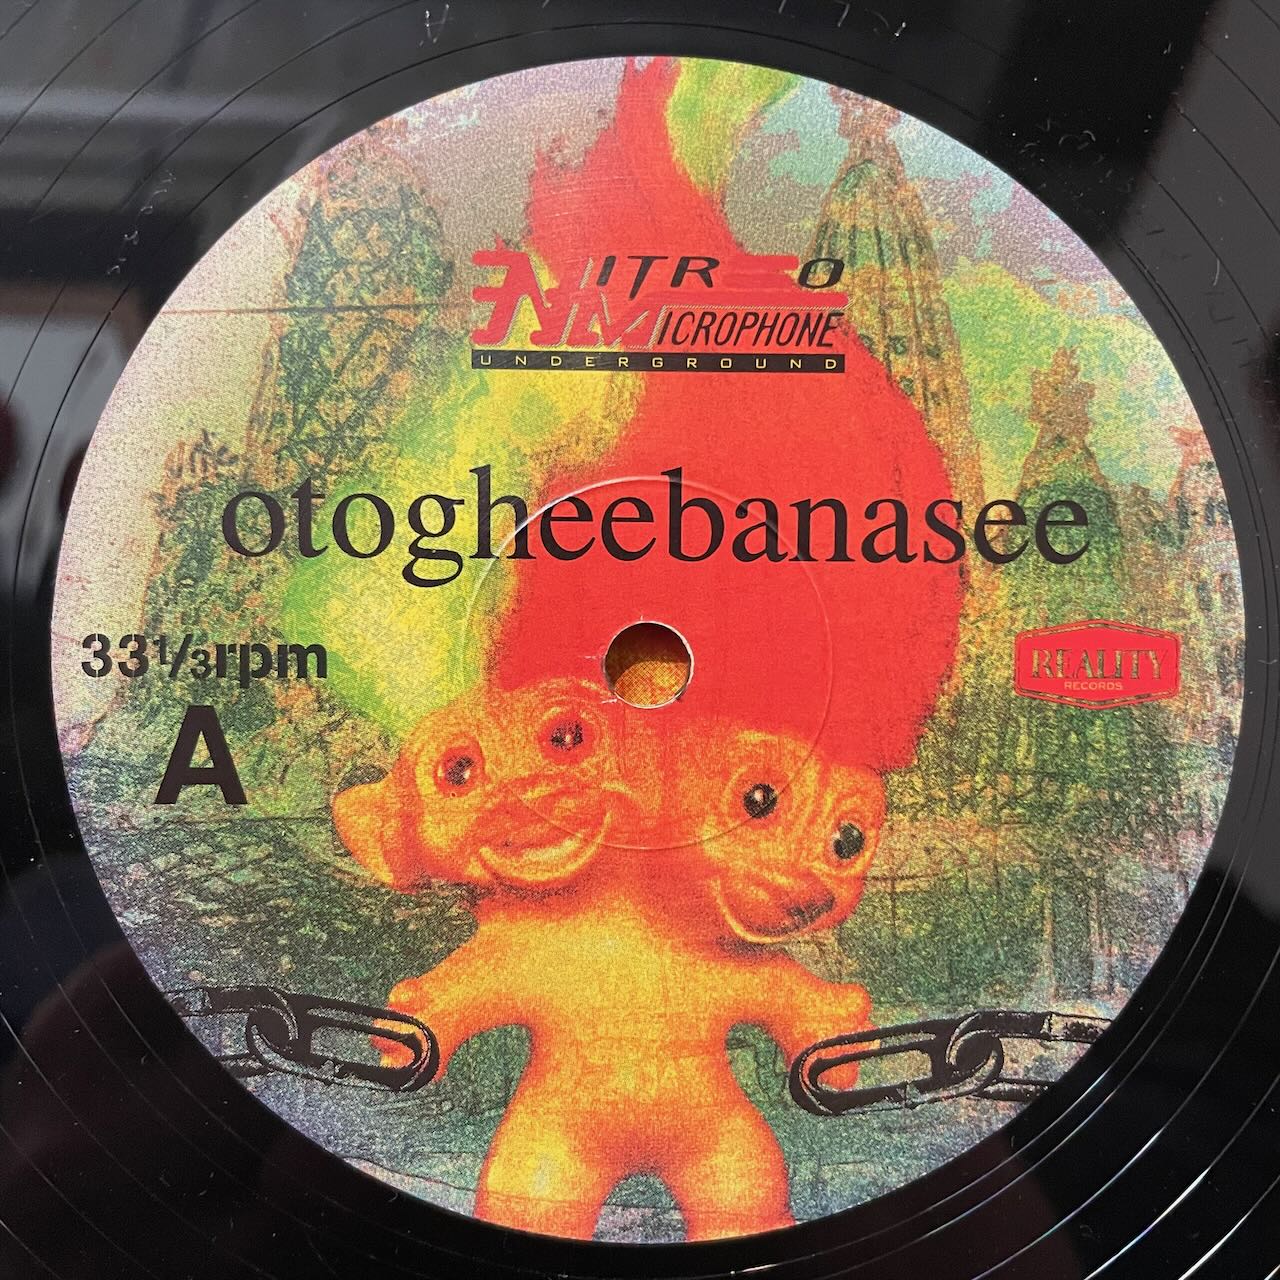 NITRO
MICROPHONE
UNDERGROUND
otogheebanasee
33⅓rpm
A
REALITY
RECORDS